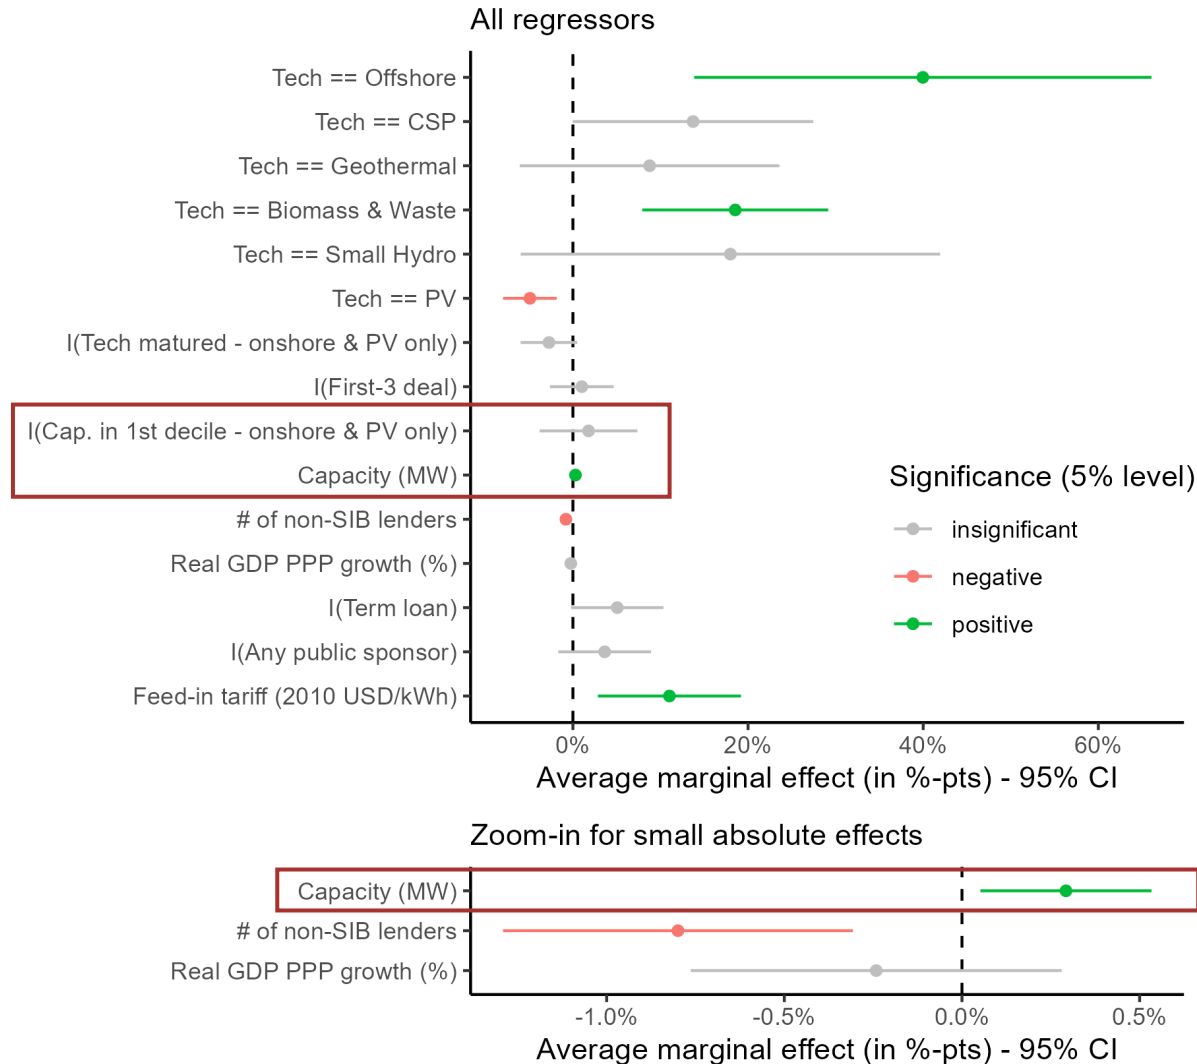 All regressors
Tech == Offshore
Tech == CSP
Tech == Geothermal
Tech == Biomass & Waste
Tech == Small Hydro
Tech == PV
I(Tech matured - onshore & PV only)
I(First-3 deal)
I(Cap. in 1st decile - onshore & PV only)
Capacity (MW)
# of non-SIB lenders
Real GDP PPP growth (%)
I(Term loan)
I(Any public sponsor)
Feed-in tariff (2010 USD/kWh)
Significance (5% level)
insignificant
negative
positive
0% 20% 40% 60%
Average marginal effect (in %-pts) - 95% CI
Zoom-in for small absolute effects
Capacity (MW)
# of non-SIB lenders
Real GDP PPP growth (%)
-1.0% -0.5% 0.0% 0.5%
Average marginal effect (in %-pts) - 95% CI